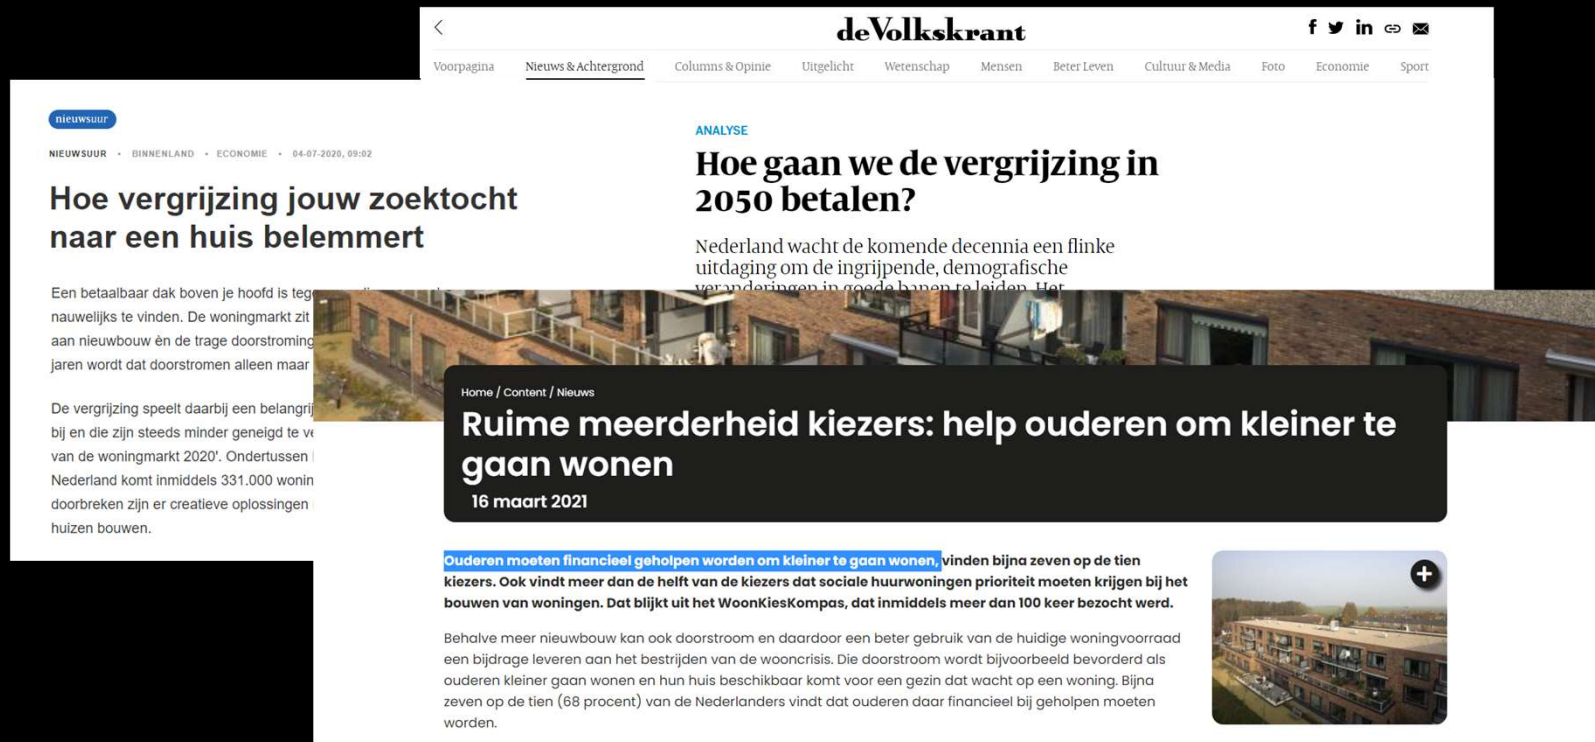 deVolkskrant
Voorpagina Nieuws & Achtergrond Columns & Opinie Uitgelicht Wetenschap Mensen Beter Leven Cultuur & Media Foto Economie Sport
ANALYSE
Hoe gaan we de vergrijzing in
2050 betalen?
Nederland wacht de komende decennia een flinke
uitdaging om de ingrijpende, demografische
veranderingen in goede banen te leiden. Het
nieuwsuur
NIEUWSUUR • BINNENLAND • ECONOMIE • 04-07-2020, 09:02
Hoe vergrijzing jouw zoektocht
naar een huis belemmert
Een betaalbaar dak boven je hoofd is
nauwelijks te vinden. De woningmarkt zit
aan nieuwbouw èn de trage doorstroming
jaren wordt dat doorstromen alleen maar
De vergrijzing speelt daarbij een
bij en die zijn steeds minder geneigd te
van de woningmarkt 2020'. Ondertussen
Nederland komt inmiddels 331.000
doorbreken zijn er creatieve oplossingen
huizen bouwen.
Home / Content / Nieuws
Ruime meerderheid kiezers: help ouderen om kleiner te
gaan wonen
16 maart 2021
Ouderen moeten financieel geholpen worden om kleiner te gaan wonen, vinden bijna zeven op de tien
kiezers. Ook vindt meer dan de helft van de kiezers dat sociale huurwoningen prioriteit moeten krijgen bij het
bouwen van woningen. Dat blijkt uit het WoonKiesKompas, dat inmiddels meer dan 100 keer bezocht werd.
Behalve meer nieuwbouw kan ook doorstroom en daardoor een beter gebruik van de huidige woningvoorraad
een bijdrage leveren aan het bestrijden van de wooncrisis. Die doorstroom wordt bijvoorbeeld bevorderd als
ouderen kleiner gaan wonen en hun huis beschikbaar komt voor een gezin dat wacht op een woning. Bijna
zeven op de tien (68 procent) van de Nederlanders vindt dat ouderen daar financieel bij geholpen moeten
worden.